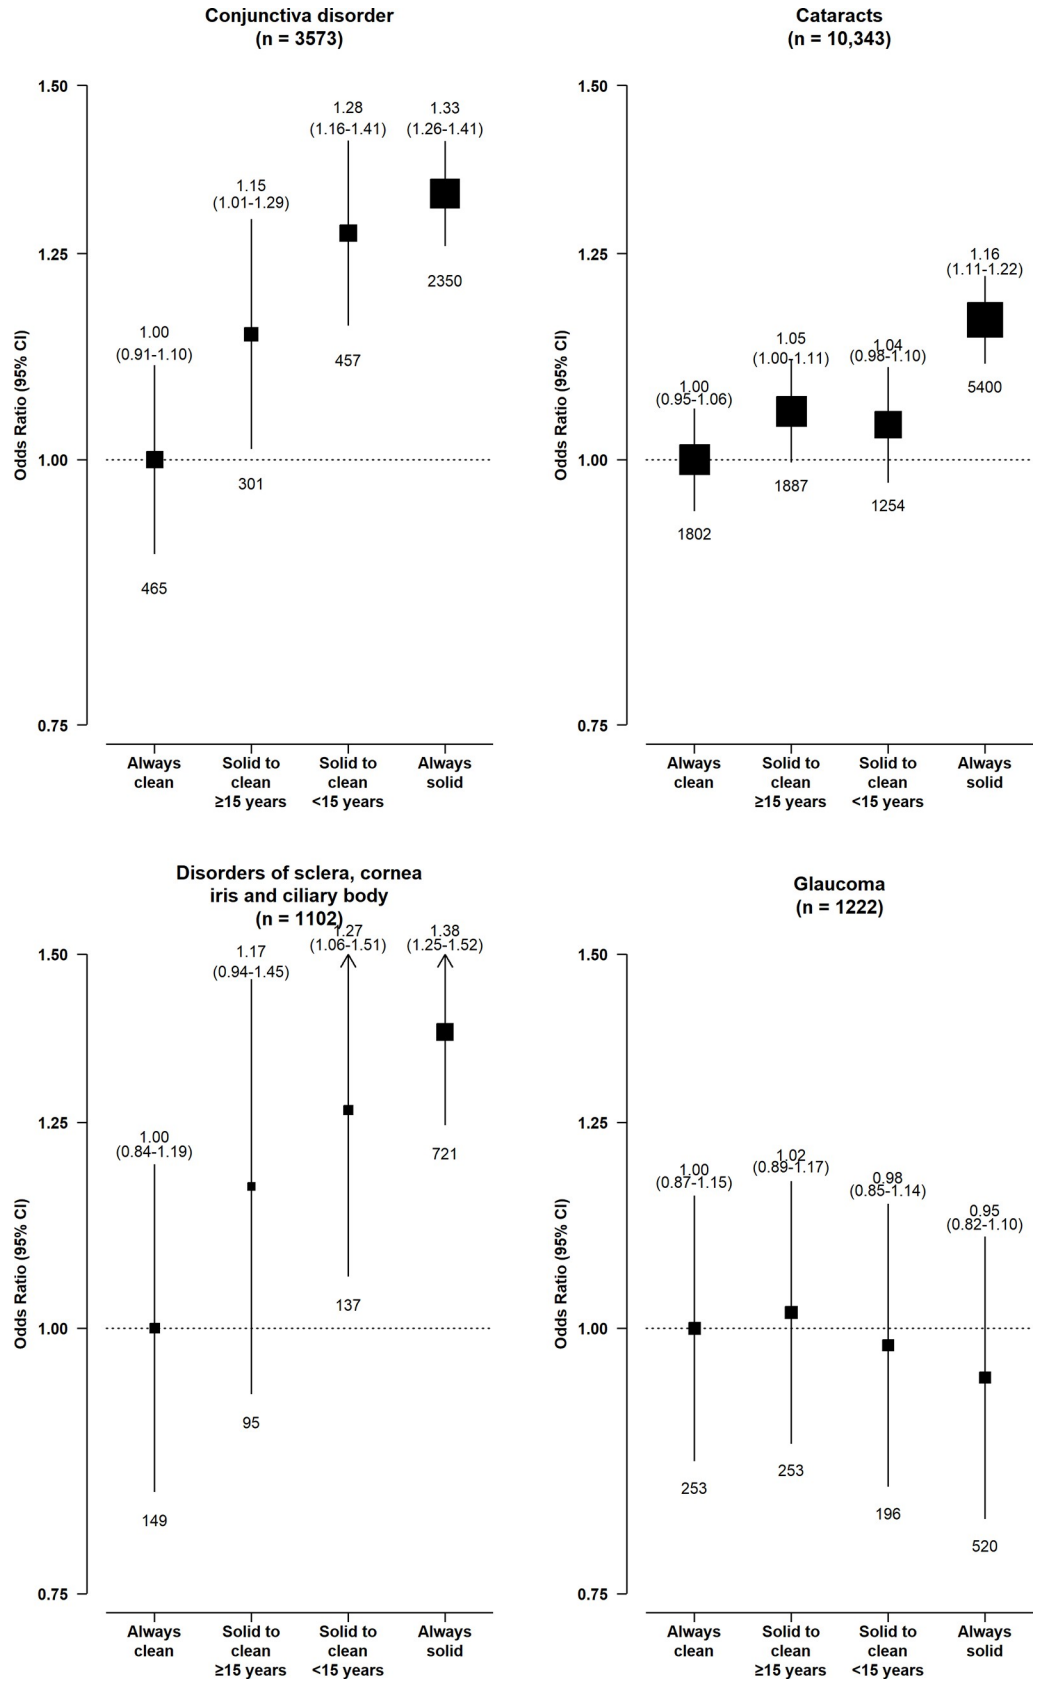 Conjunctiva disorder
(n = 3573)
Odds Ratio (95% CI)
1.50
1.25
1.00
0.75
1.00
(0.91-1.10)
465
1.15
(1.01-1.29)
301
1.28
(1.16-1.41)
457
1.33
(1.26-1.41)
2350
Always
clean
Solid to
clean
≥15 years
Solid to
clean
<15 years
Always
solid
Cataracts
(n = 10,343)
Odds Ratio (95% CI)
1.50
1.25
1.00
0.75
1.00
(0.95-1.06)
1802
1.05
(1.00-1.11)
1887
1.04
(0.98-1.10)
1254
1.16
(1.11-1.22)
5400
Always
clean
Solid to
clean
≥15 years
Solid to
clean
<15 years
Always
solid
Disorders of sclera, cornea
iris and ciliary body
(n = 1102)
Odds Ratio (95% CI)
1.50
1.25
1.00
0.75
1.00
(0.84-1.19)
149
1.17
(0.94-1.45)
95
1.27
(1.06-1.51)
137
1.38
(1.25-1.52)
721
Always
clean
Solid to
clean
≥15 years
Solid to
clean
<15 years
Always
solid
Glaucoma
(n = 1222)
Odds Ratio (95% CI)
1.50
1.25
1.00
0.75
1.00
(0.87-1.15)
253
1.02
(0.89-1.17)
253
0.98
(0.85-1.14)
196
0.95
(0.82-1.10)
520
Always
clean
Solid to
clean
≥15 years
Solid to
clean
<15 years
Always
solid